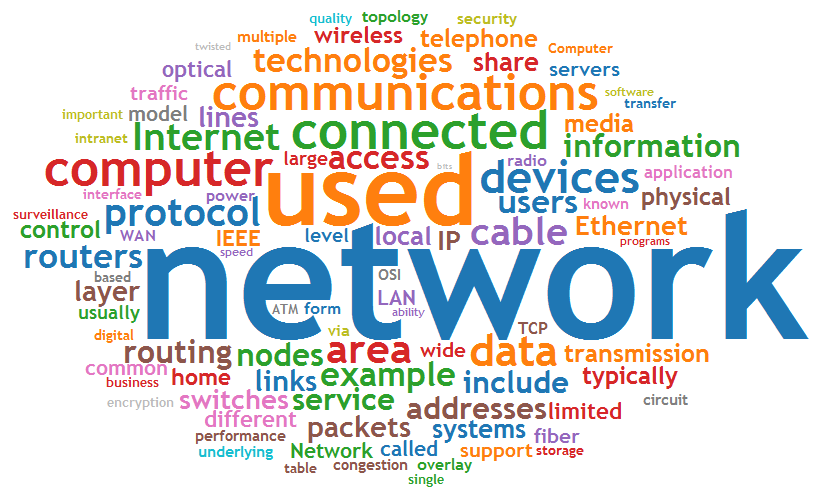 quality topology security
twisted multiple wireless telephone Computer
optical technologies share servers
traffic communications software
important model lines transfer
intranet Internet connected media information
computer large access bits radio application
interface power used devices known physical
surveillance protocol users
control WAN IEEE level local IP cable Ethernet programs
routers speed
network
based OSI
layer LAN
usually ATM form ability
digital via TCP
routing nodes area wide data transmission
common business home links example include typically
encryption switches service addresses limited circuit
different packets systems
performance fiber
underlying Network called support storage
table congestion overlay
single